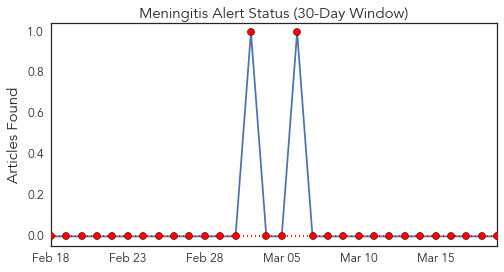 Meningitis Alert Status (30-Day Window)
Articles Found
1.0
0.8
0.6
0.4
0.2
0.0
Feb 18 Feb 23 Feb 28 Mar 05 Mar 10 Mar 15